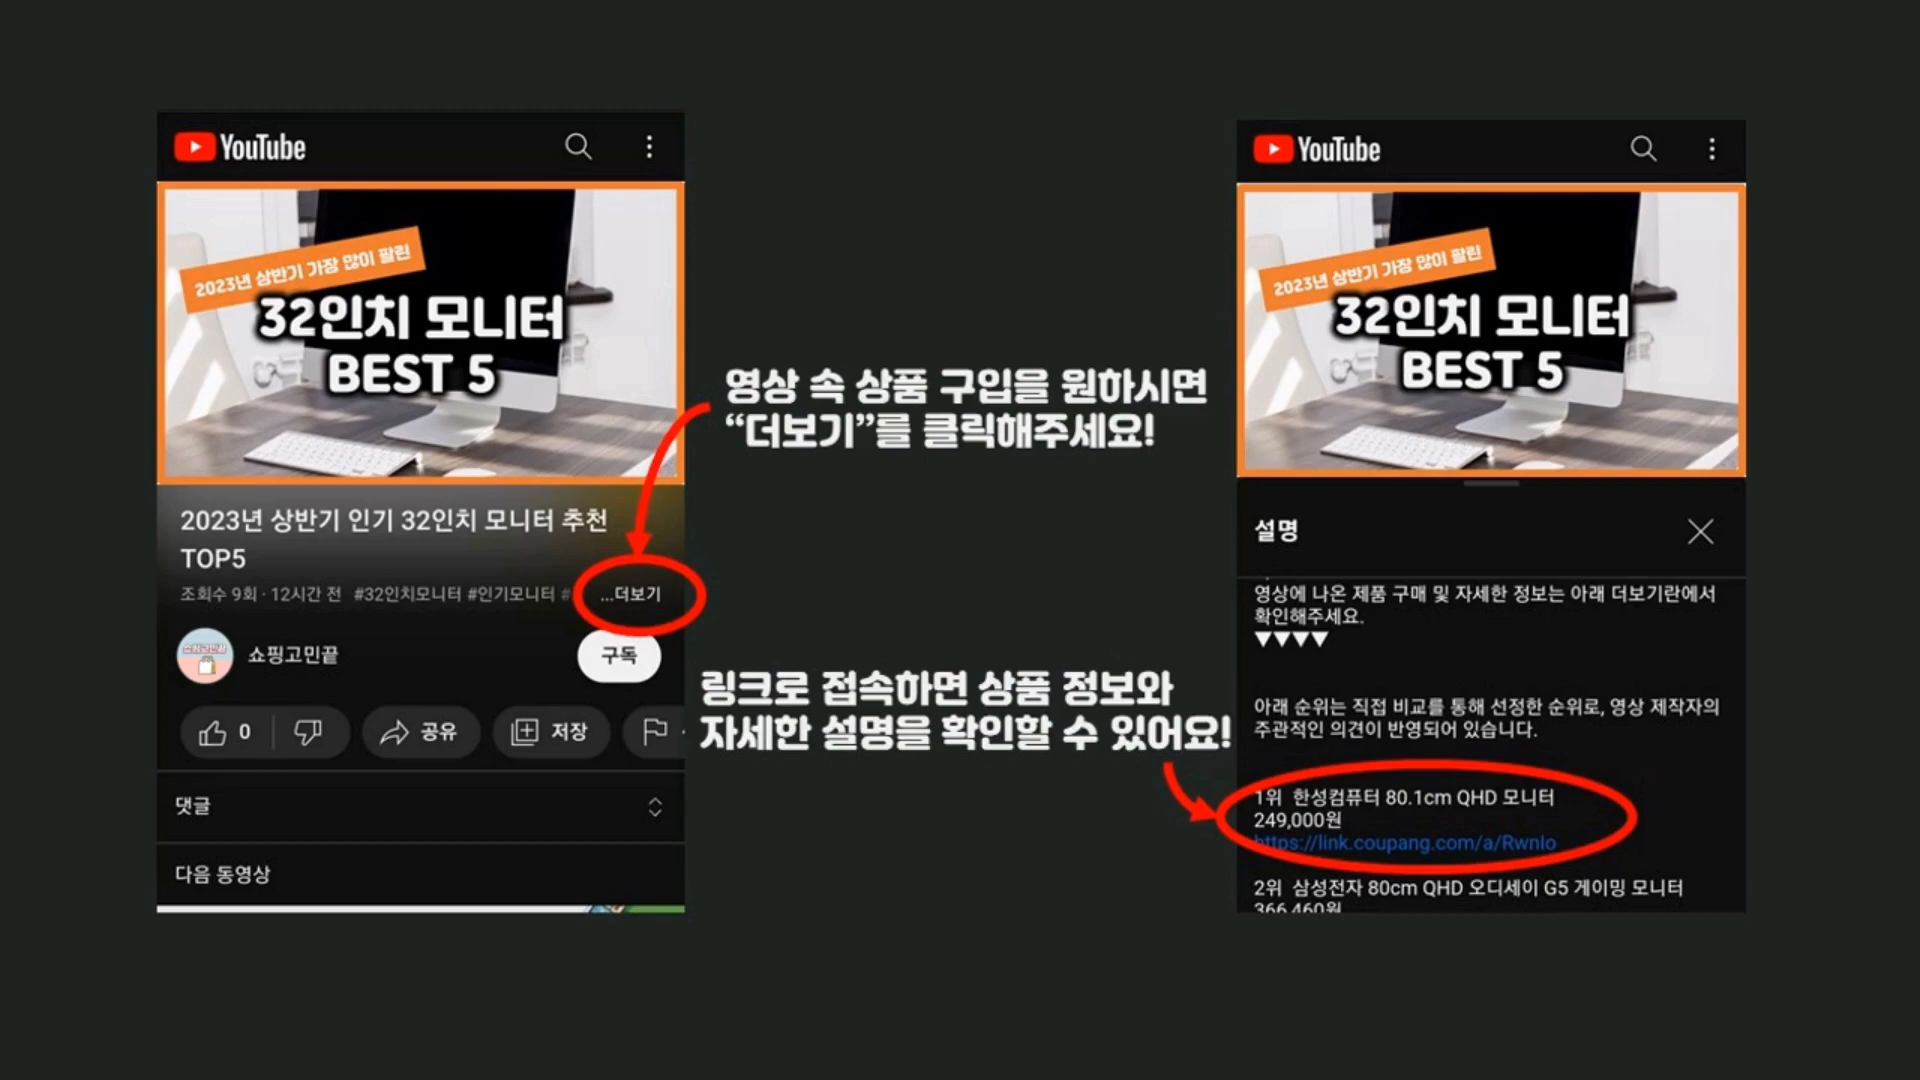 YouTube
2023년 상반기 가장 많이 팔린
32인치 모니터
BEST 5
2023년 상반기 인기 32인치 모니터 추천
TOP5
조회수 9회 · 12시간 전 #32인치모니터 #인기모니터 # ...더보기
쇼핑고민끝
쇼핑고민끝
구독
0
공유
저장
댓글
다음 동영상
영상 속 상품 구입을 원하시면
“더보기”를 클릭해주세요!
링크로 접속하면 상품 정보와
자세한 설명을 확인할 수 있어요!
YouTube
2023년 상반기 가장 많이 팔린
32인치 모니터
BEST 5
설명
영상에 나온 제품 구매 및 자세한 정보는 아래 더보기란에서
확인해주세요.
▼▼▼▼
아래 순위는 직접 비교를 통해 선정한 순위로, 영상 제작자의
주관적인 의견이 반영되어 있습니다.
1위 한성컴퓨터 80.1cm QHD 모니터
249,000원
https://link.coupang.com/a/Rwnlo
2위 삼성전자 80cm QHD 오디세이 G5 게이밍 모니터
366,460원